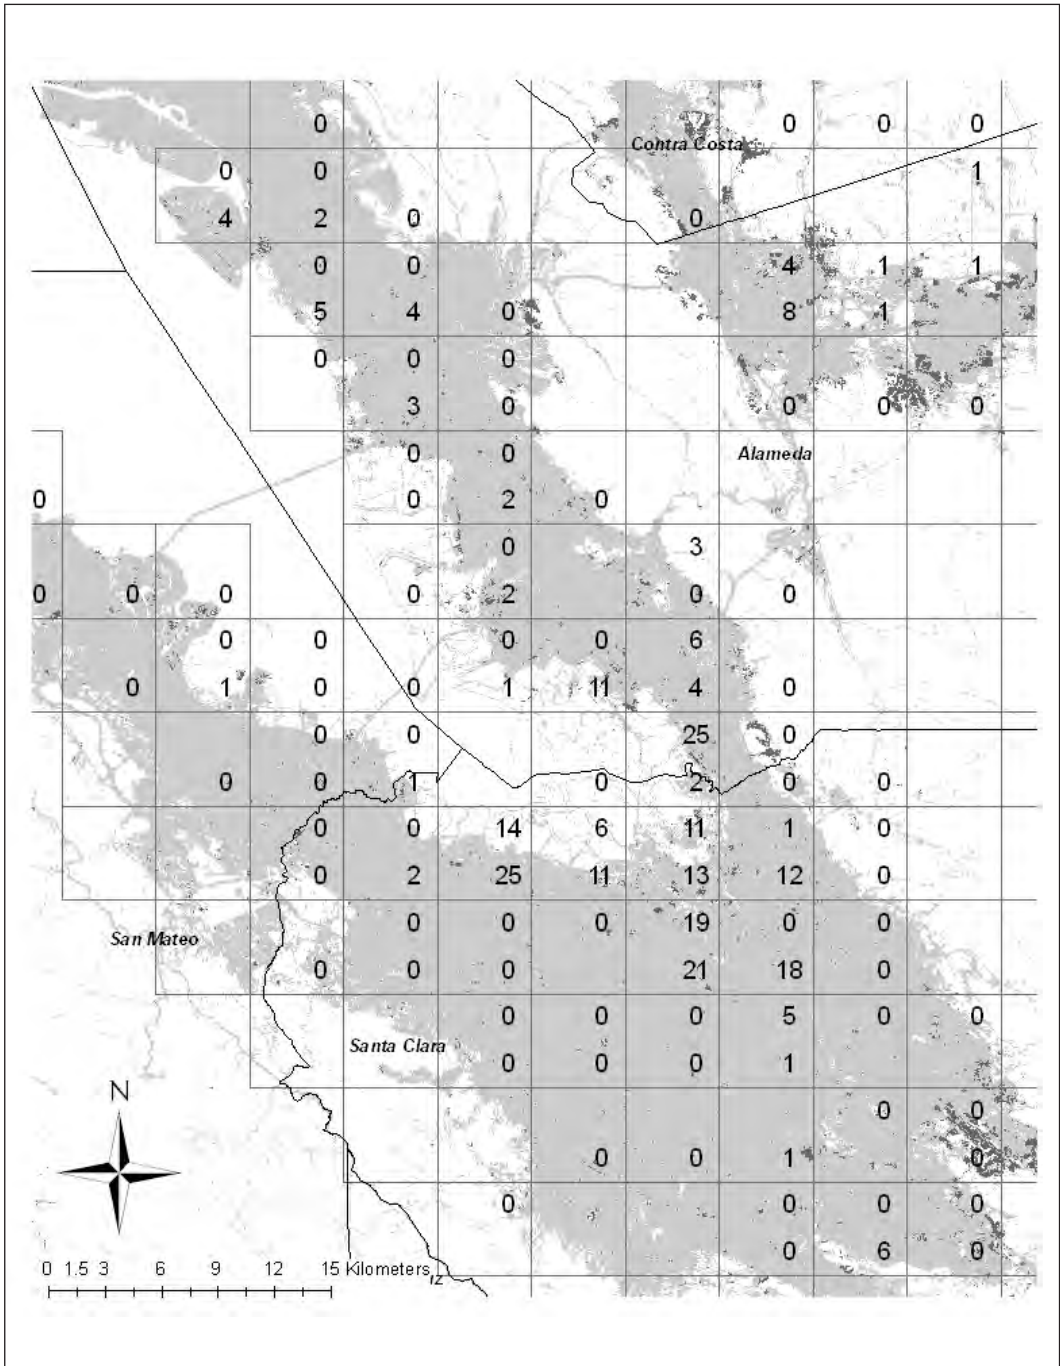 0 0 0 0
Contra Costa
0 0 1
4 2 0 0
0 0 4 1 1
5 4 0 8 1
0 0 0
3 0 0 0 0
0 0 Alameda
0 0 2 0
0 3
0 0 0 0 2 0 0
0 0 0 0 6
0 1 0 0 1 11 4 0
0 0 25 0
0 0 1 0 2 0 0
0 0 14 6 11 1 0
0 2 25 11 13 12 0
0 0 0 19 0 0
San Mateo
0 0 0 21 18 0
0 0 0 5 0 0
Santa Clara
0 0 0 1
N
0 0
0 0 1 0
0 0 0 0
0 6 0
0 1.5 3 6 9 12 15 Kilometers